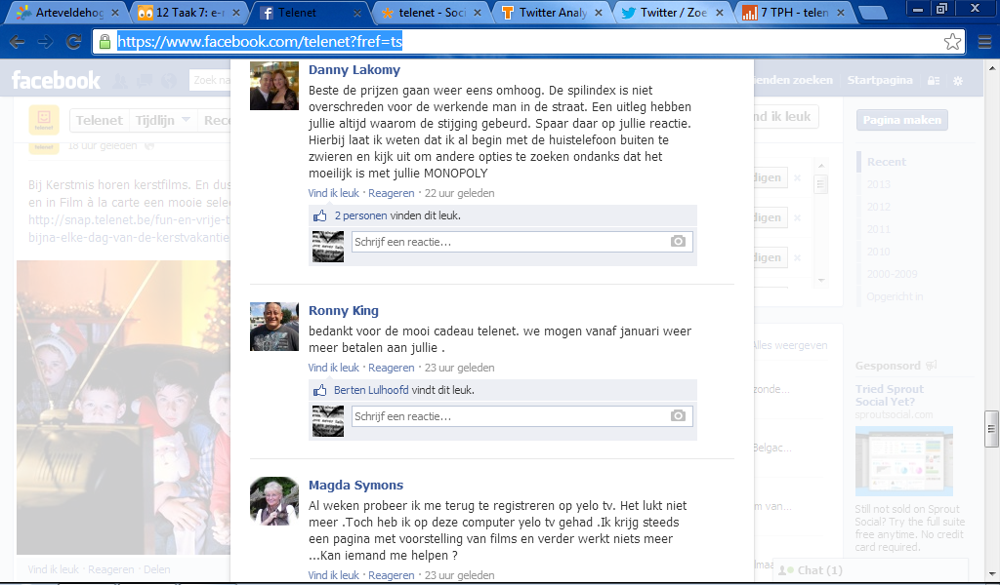 Arteveldehog
12 Taak 7: e-r
Telenet
telenet - Soci
Twitter Analy
Twitter / Zoe
7 TPH - telen
https://www.facebook.com/telenet?fref=ts
facebook
Zoek na
enden zoeken
Startpagina
Telenet
Tijdlijn
Rece
nd ik leuk
Pagina maken
18 uur geleden
Bij Kerstmis horen kerstfilms. En dus
en in Film à la carte een mooie sele
http://snap.telenet.be/fun-en-vrije-t
bijna-elke-dag-van-de-kerstvakantie
Vind ik leuk · Reageren · Delen
Danny Lakomy
Beste de prijzen gaan weer eens omhoog. De spilindex is niet
overschreden voor de werkende man in de straat. Een uitleg hebben
jullie altijd waarom de stijging gebeurd. Spaar daar op jullie reactie.
Hierbij laat ik weten dat ik al begin met de huistelefoon buiten te
zwieren en kijk uit om andere opties te zoeken ondanks dat het
moeilijk is met jullie MONOPOLY
Vind ik leuk · Reageren · 22 uur geleden
2 personen vinden dit leuk.
Schrijf een reactie...
Ronny King
bedankt voor de mooi cadeau telenet. we mogen vanaf januari weer
meer betalen aan jullie .
Vind ik leuk · Reageren · 23 uur geleden
Berten Lulhoofd vindt dit leuk.
Schrijf een reactie...
Magda Symons
Al weken probeer ik me terug te registreren op yelo tv. Het lukt niet
meer .Toch heb ik op deze computer yelo tv gehad .Ik krijg steeds
een pagina met voorstelling van films en verder werkt niets meer
...Kan iemand me helpen ?
Vind ik leuk · Reageren · 23 uur geleden
digen
digen
digen
Alles weergeven
zonde...
Belgac...
m van...
Recent
2013
2012
2011
2010
2000-2009
Opgericht in
Gesponsord
Tried Sprout
Social Yet?
sproutsocial.com
Still not sold on Sprout
Social? Try the full suite
free anytime. No credit
card required.
Chat (1)